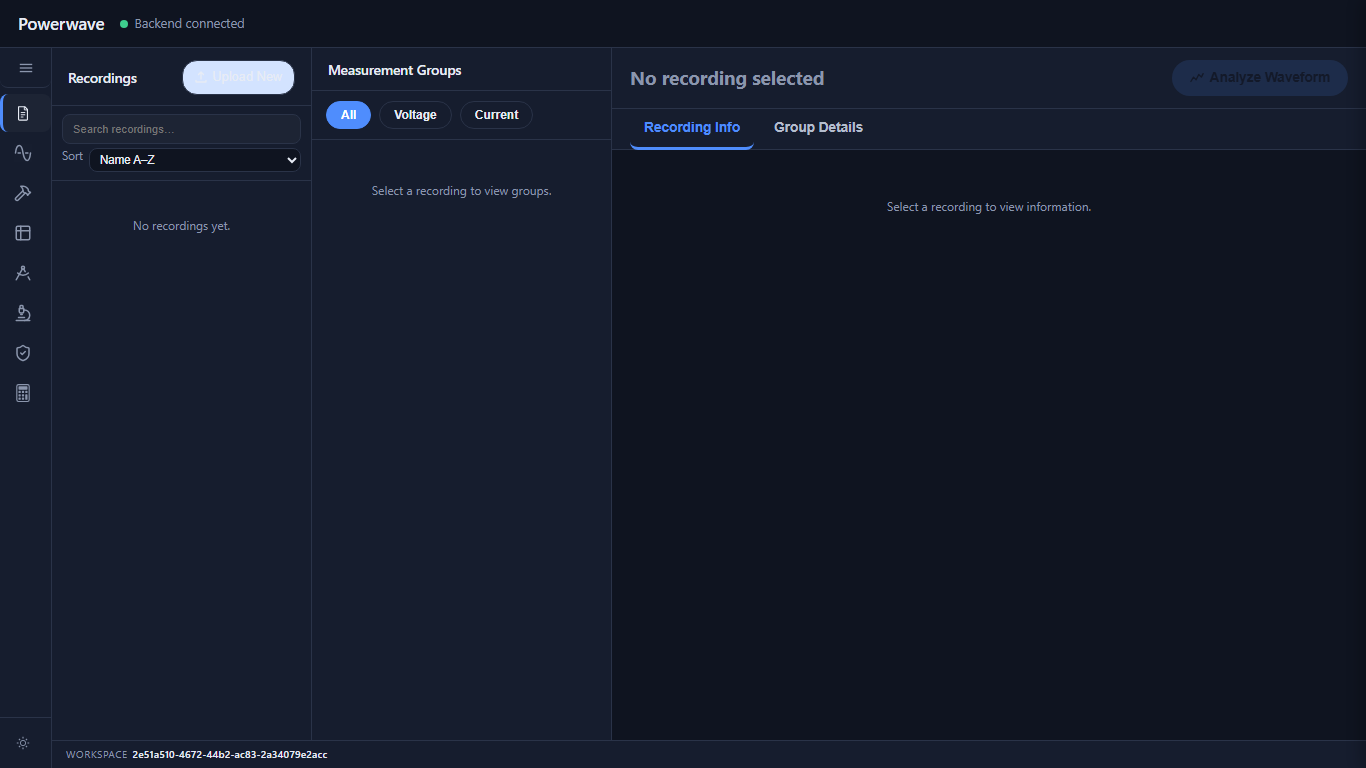 Powerwave
Backend connected
Recordings
Upload New
Search recordings...
Sort
Name A–Z
No recordings yet.
Measurement Groups
All
Voltage
Current
Select a recording to view groups.
No recording selected
Analyze Waveform
Recording Info
Group Details
Select a recording to view information.
WORKSPACE 2e51a510-4672-44b2-ac83-2a34079e2acc